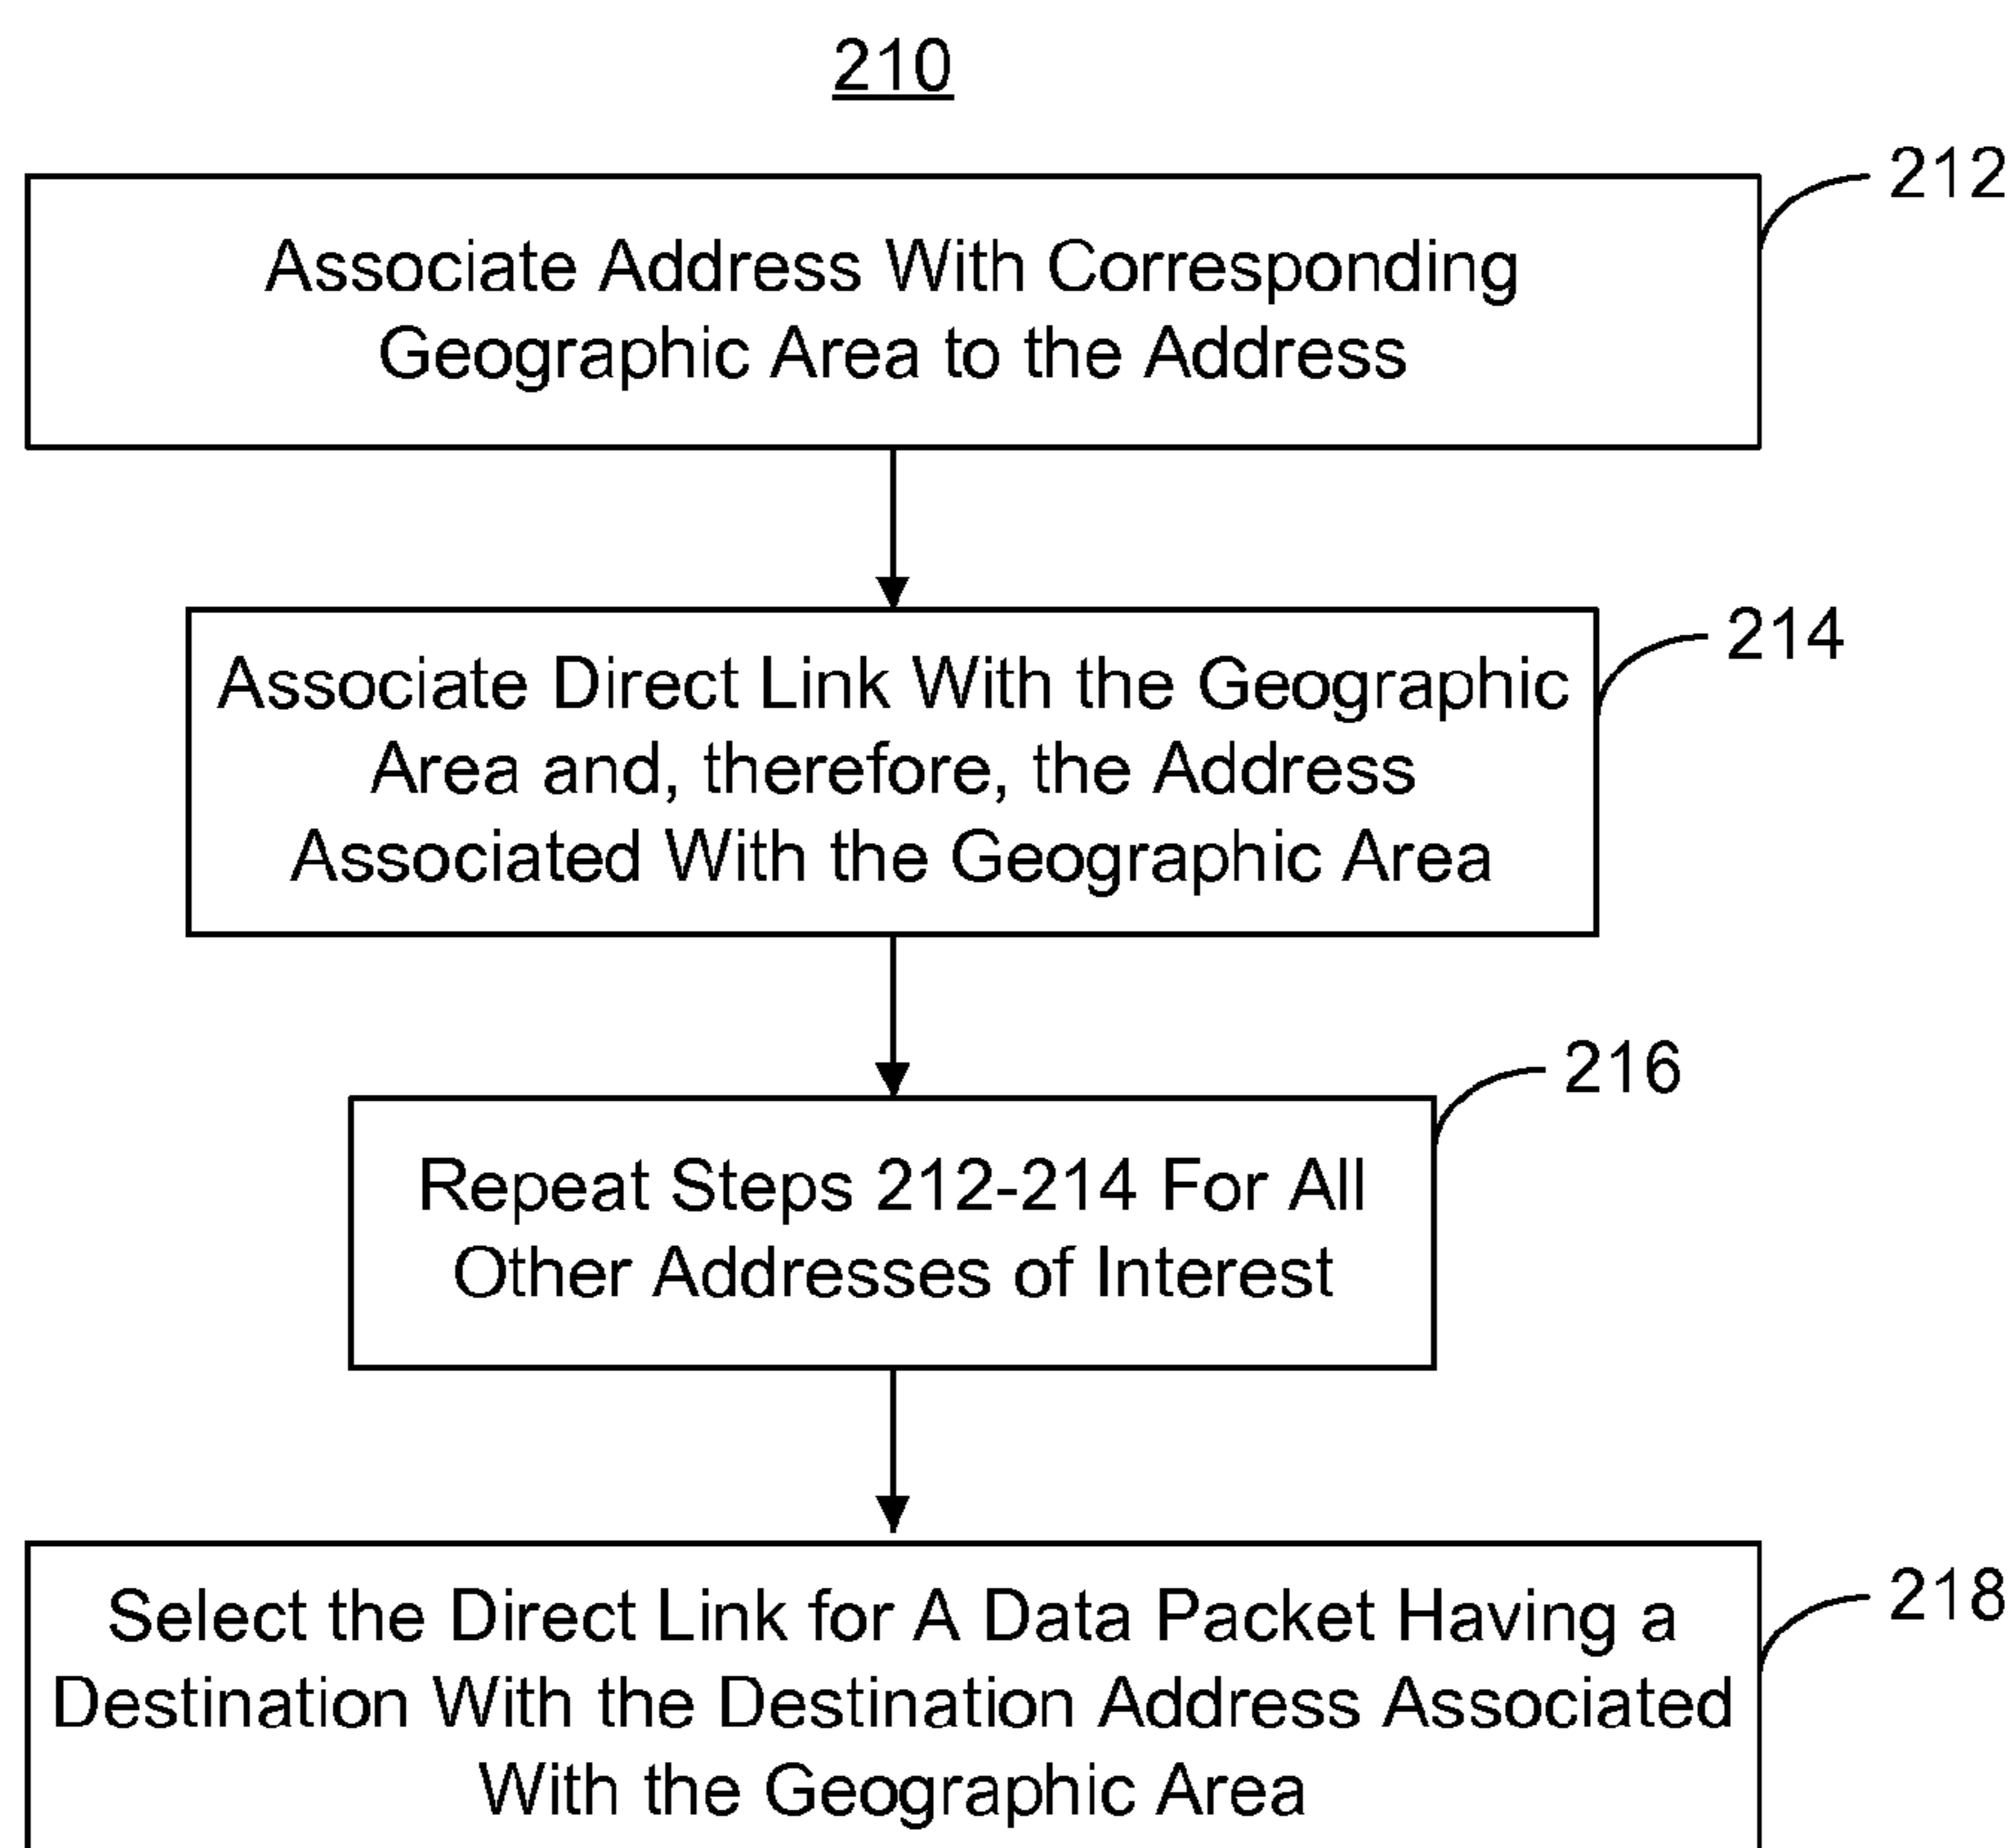 210
212
Associate Address With Corresponding
Geographic Area to the Address
214
Associate Direct Link With the Geographic
Area and, therefore, the Address
Associated With the Geographic Area
216
Repeat Steps 212-214 For All
Other Addresses of Interest
218
Select the Direct Link for A Data Packet Having a
Destination With the Destination Address Associated
With the Geographic Area